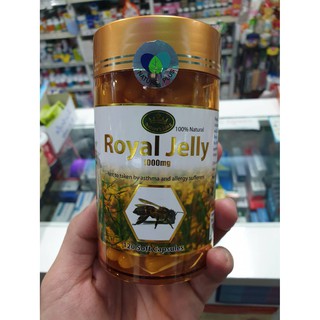 100% Natural
Royal Jelly
1000mg
Not to be taken by asthma and allergy sufferers
120 Soft Capsules